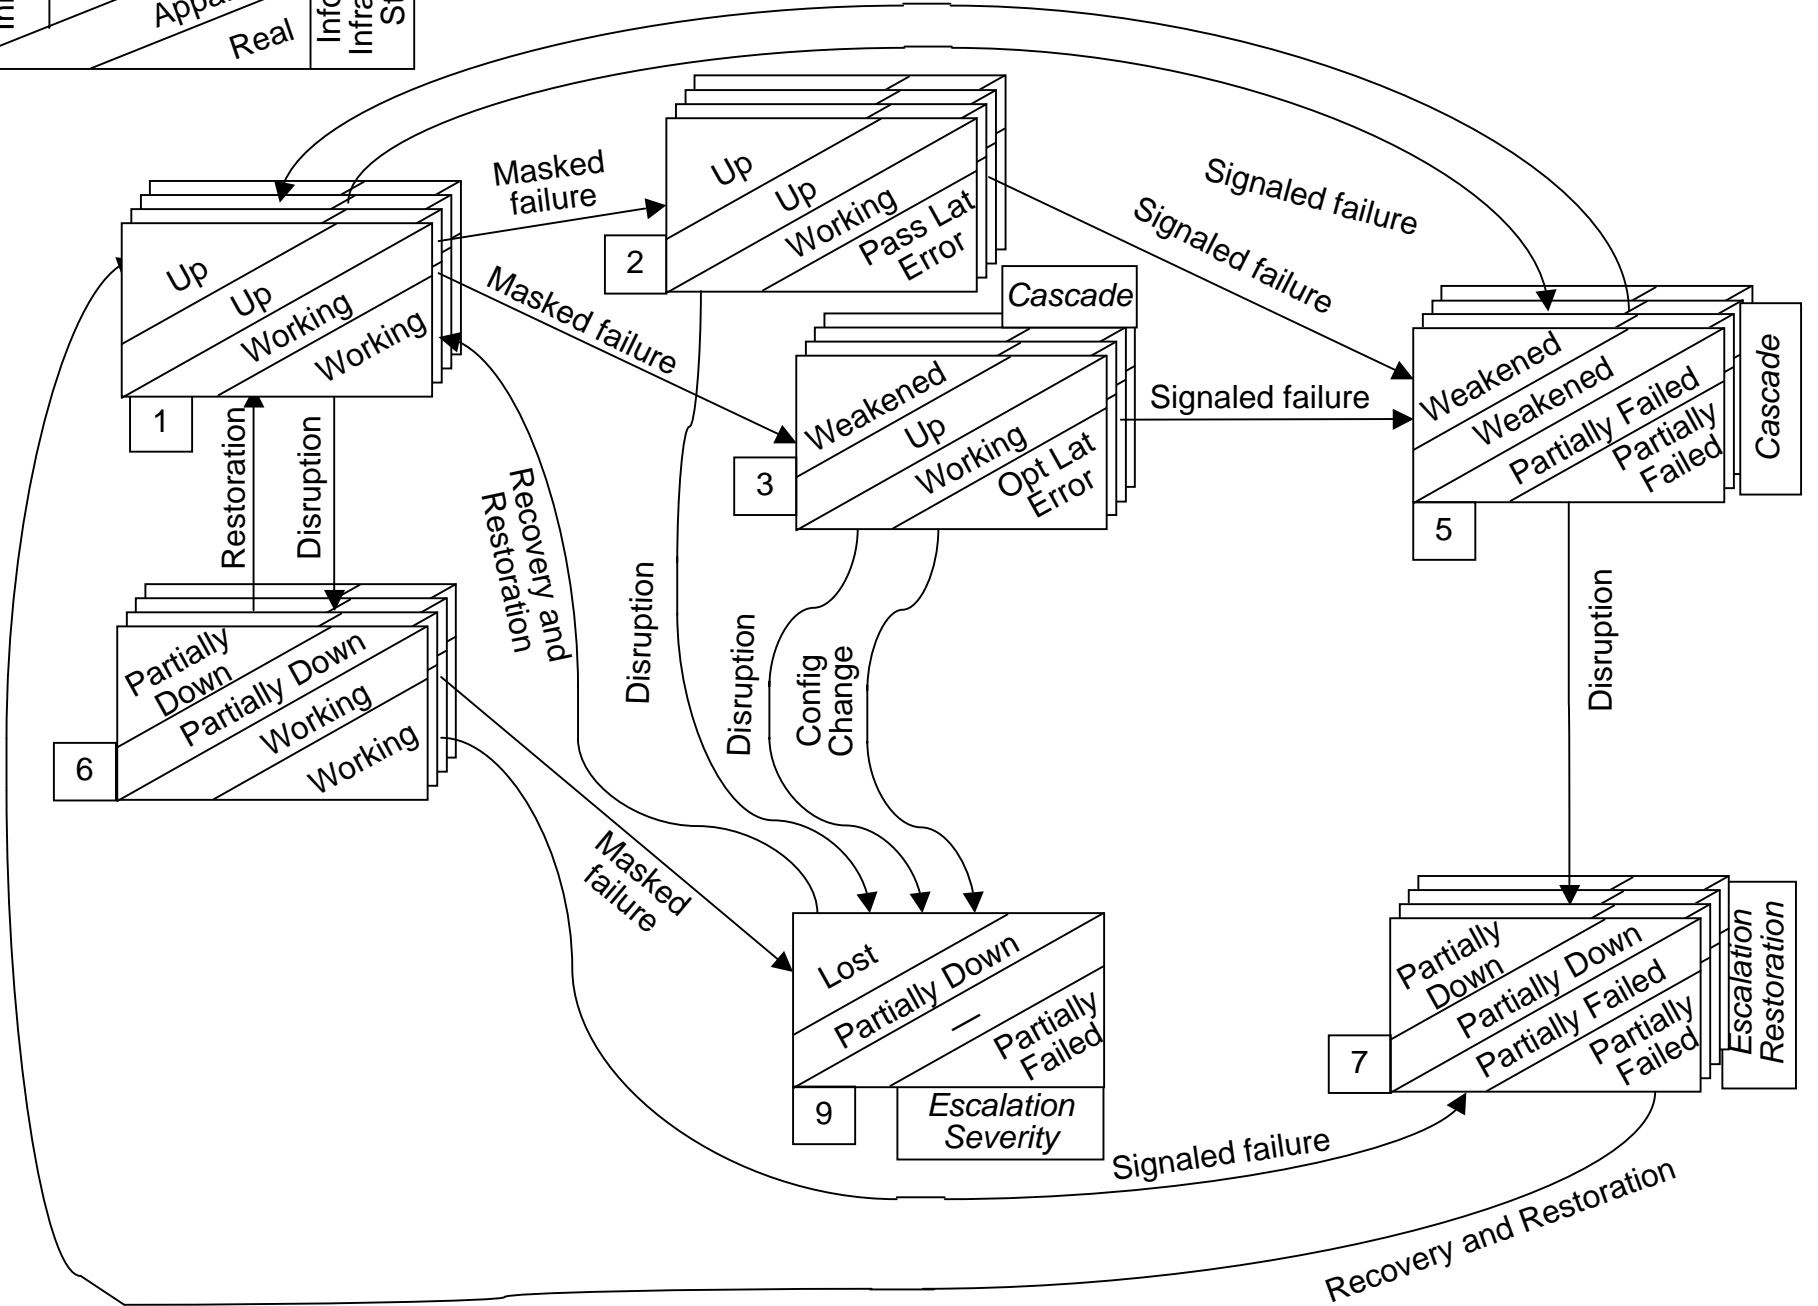 Real
Masked
failure
Up
Up
Working
Pass Lat
Error
2
Signaled failure
Signaled failure
Up
Up
Working
Working
1
Masked failure
Cascade
Weakened
Up
Working
Opt Lat
Error
3
Signaled failure
Weakened
Weakened
Partially Failed
Partially
Failed
5
Cascade
Restoration
Disruption
Recovery and
Restoration
Disruption
Disruption
Config
Change
Disruption
Partially
Down
Partially Down
Working
Working
6
Masked
failure
Lost
Partially Down
—
Partially
Failed
9
Escalation
Severity
Partially
Down
Partially Down
Partially Failed
Partially
Failed
7
Escalation
Restoration
Signaled failure
Recovery and Restoration